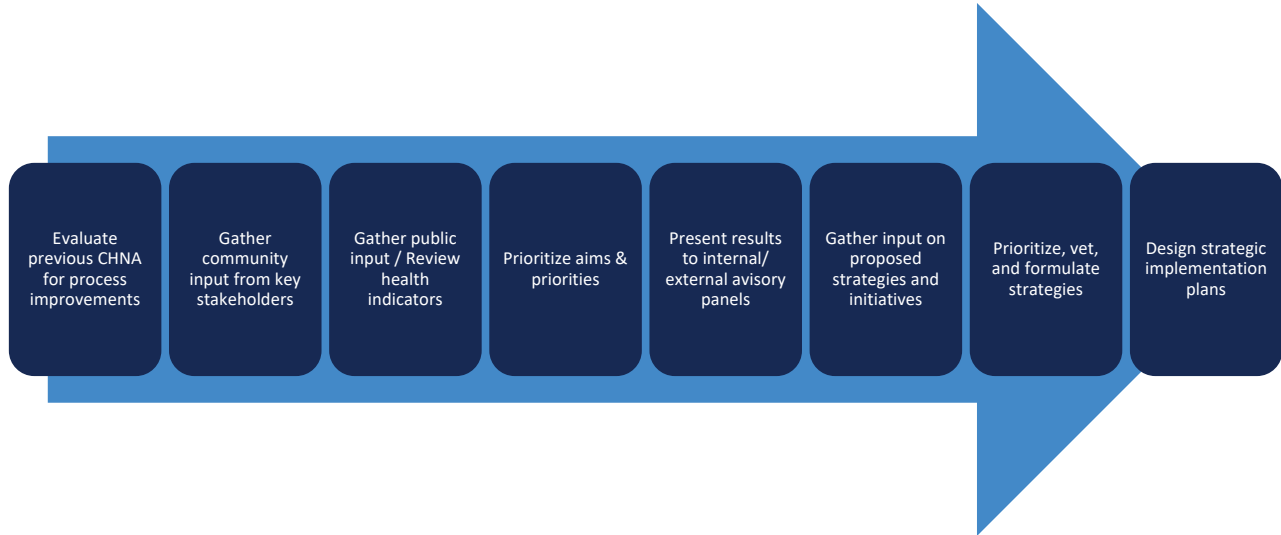 Evaluate
previous CHNA
for process
improvements
Gather
community
input from key
stakeholders
Gather public
input / Review
health
indicators
Prioritize aims &
priorities
Present results
to internal/
external avisory
panels
Gather input on
proposed
strategies and
initiatives
Prioritize, vet,
and formulate
strategies
Design strategic
implementation
plans